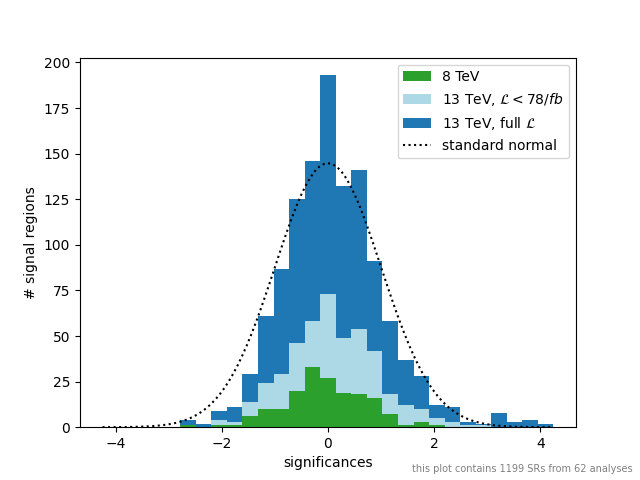 200
175
150
125
100
75
50
25
0
# signal regions
8 TeV
13 TeV, ℒ < 78/fb
13 TeV, full ℒ
standard normal
−4 −2 0 2 4
significances
this plot contains 1199 SRs from 62 analyses